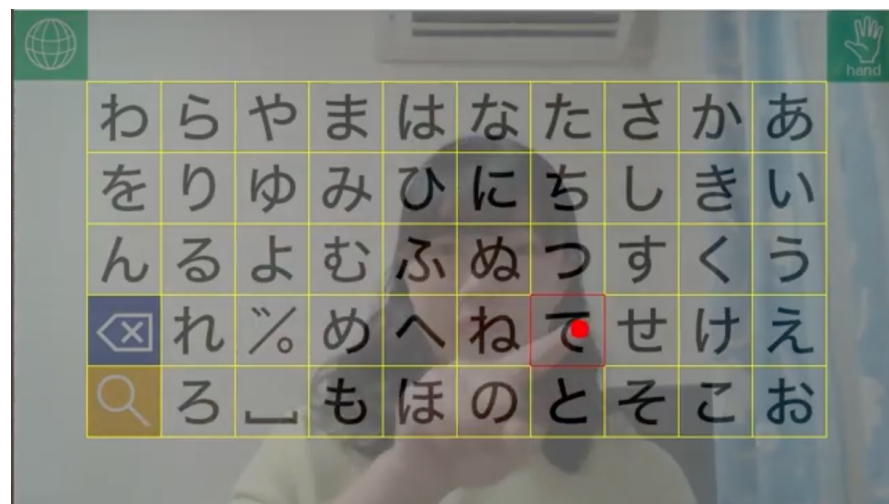 hand
わ ら や ま は な た さ か あ
を り ゆ み ひ に ち し き い
ん る よ む ふ ぬ つ す く う
れ ゛/。 め へ ね て せ け え
ろ ⎵ も ほ の と そ こ お